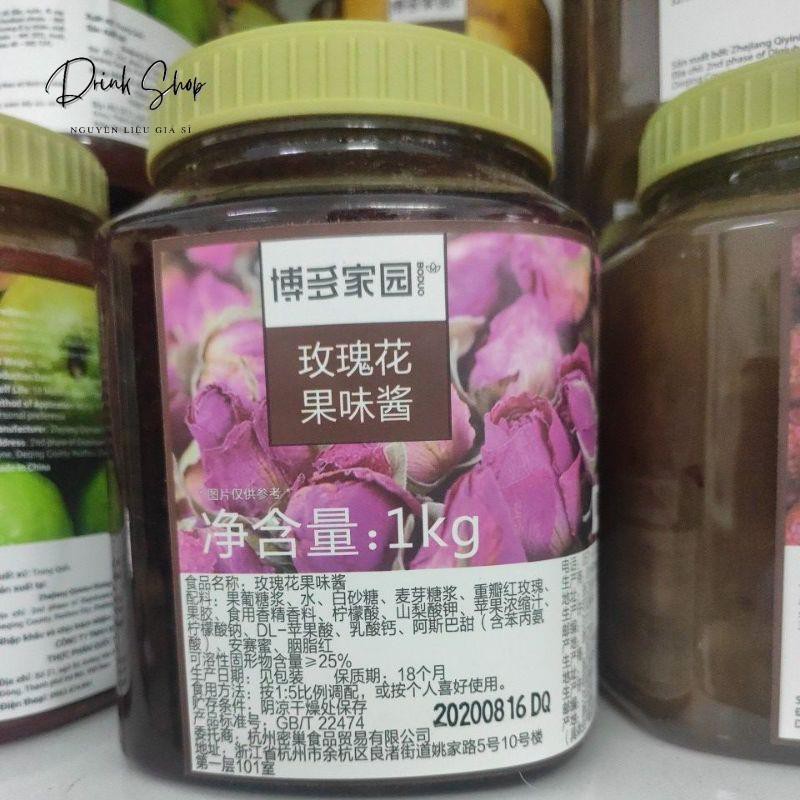 Drink Shop
NGUYÊN LIỆU GIÁ SỈ
博多家园
BODUO
玫瑰花
果味酱
*图片仅供参考*
净含量:1kg
食品名称: 玫瑰花果味酱
配料: 果葡糖浆、水、白砂糖、麦芽糖浆、重瓣红玫瑰、
果胶、食用香精香料、柠檬酸、山梨酸钾、苹果浓缩汁、
柠檬酸钠、DL-苹果酸、乳酸钙、阿斯巴甜（含苯丙氨
酸）、安赛蜜、胭脂红
可溶性固形物含量≥25%
生产日期: 见包装 保质期: 18个月
食用方法: 按1:5比例调配，或按个人喜好使用。
贮存条件: 阴凉干燥处保存
产品标准号: GB/T 22474
20200816 DQ
委托商: 杭州密巢食品贸易有限公司
地址: 浙江省杭州市余杭区良渚街道姚家路5号10号楼
第一层101室
Made in China